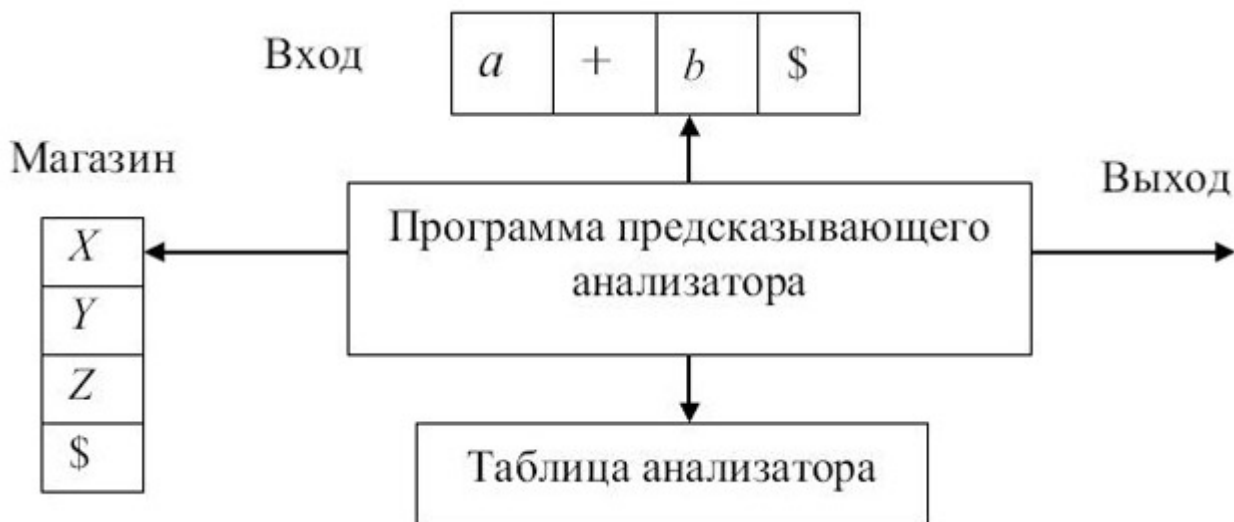 Вход
a + b $
Магазин
Выход
X
Y
Z
$
Программа предсказывающего
анализатора
Таблица анализатора